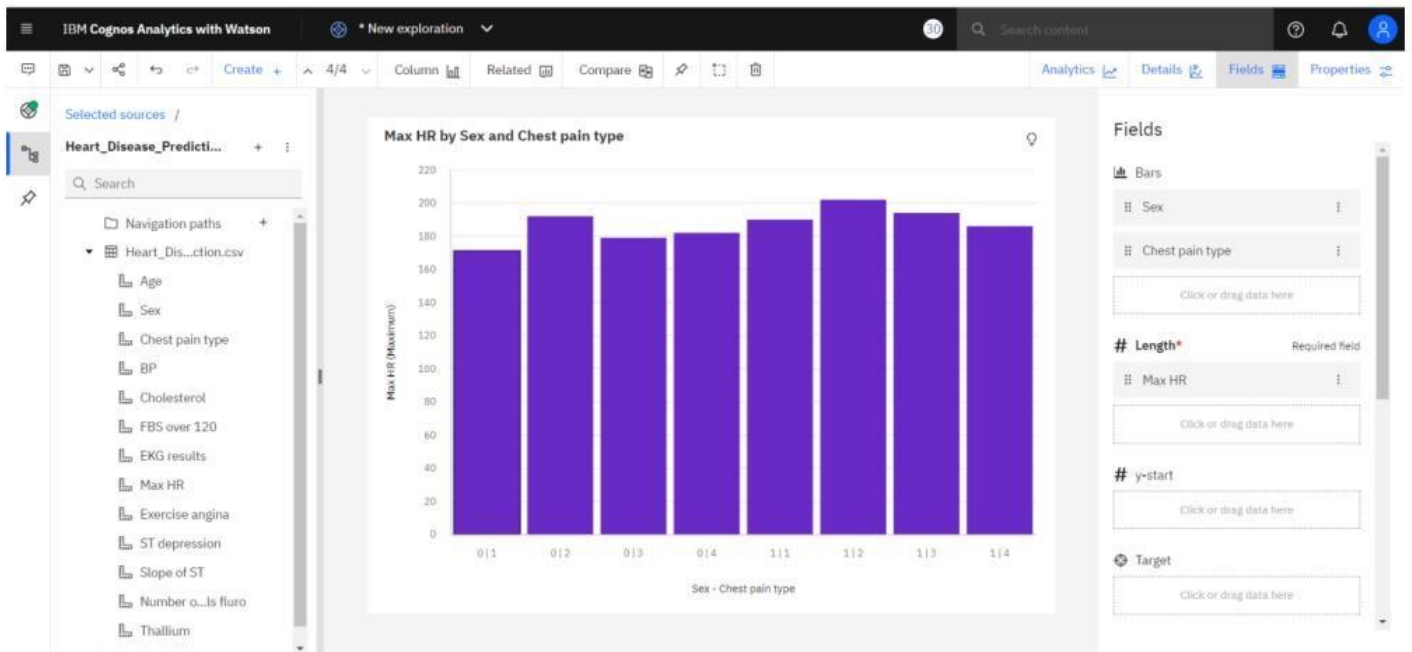 IBM Cognos Analytics with Watson
* New exploration
30
Search content
Create +
4/4
Column
Related
Compare
Analytics
Details
Fields
Properties
Selected sources /
Heart_Disease_Predicti...
Search
Navigation paths +
Heart_Dis...ction.csv
Age
Sex
Chest pain type
BP
Cholesterol
FBS over 120
EKG results
Max HR
Exercise angina
ST depression
Slope of ST
Number o...ls fluro
Thallium
Max HR by Sex and Chest pain type
Max HR (Maximum)
220
200
180
160
140
120
100
80
60
40
20
0
0|1 0|2 0|3 0|4 1|1 1|2 1|3 1|4
Sex - Chest pain type
Fields
Bars
Sex
Chest pain type
Click or drag data here
# Length* Required field
Max HR
Click or drag data here
# y-start
Click or drag data here
Target
Click or drag data here